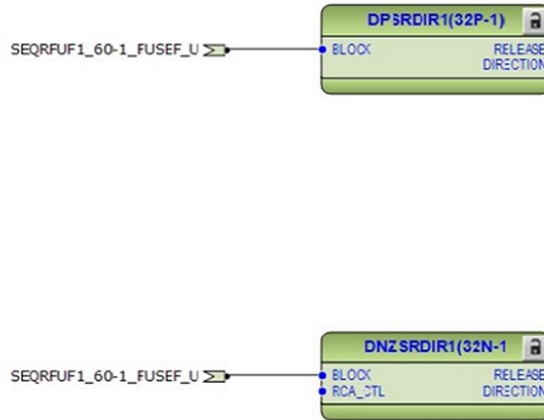 DPSRDIR1(32P-1)
SEQRFUF1_60-1_FUSEF_U BLOCK RELEASE
DIRECTION
DNZSRDIR1(32N-1
SEQRFUF1_60-1_FUSEF_U BLOCK RELEASE
RCA_CTL DIRECTION